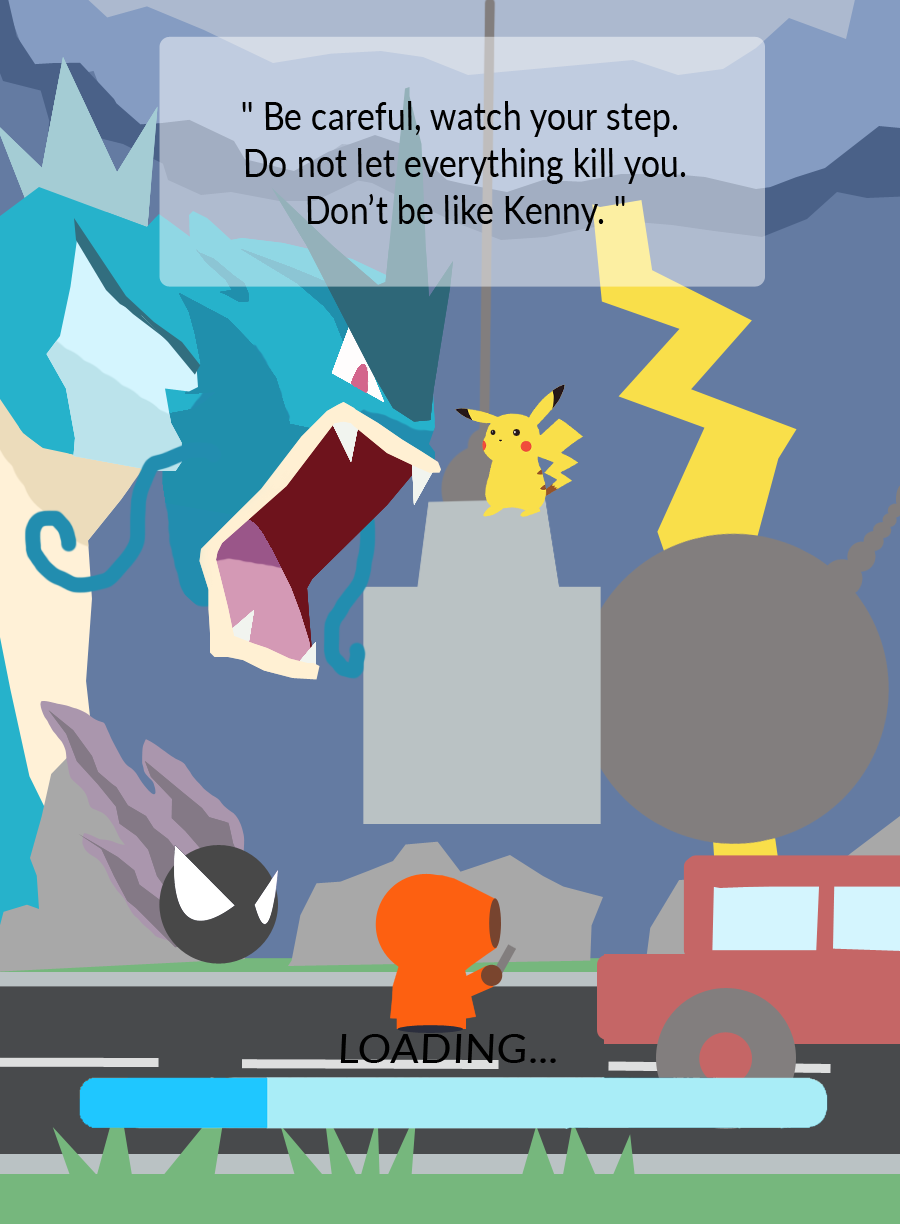 " Be careful, watch your step.
Do not let everything kill you.
Don’t be like Kenny. "
LOADING...